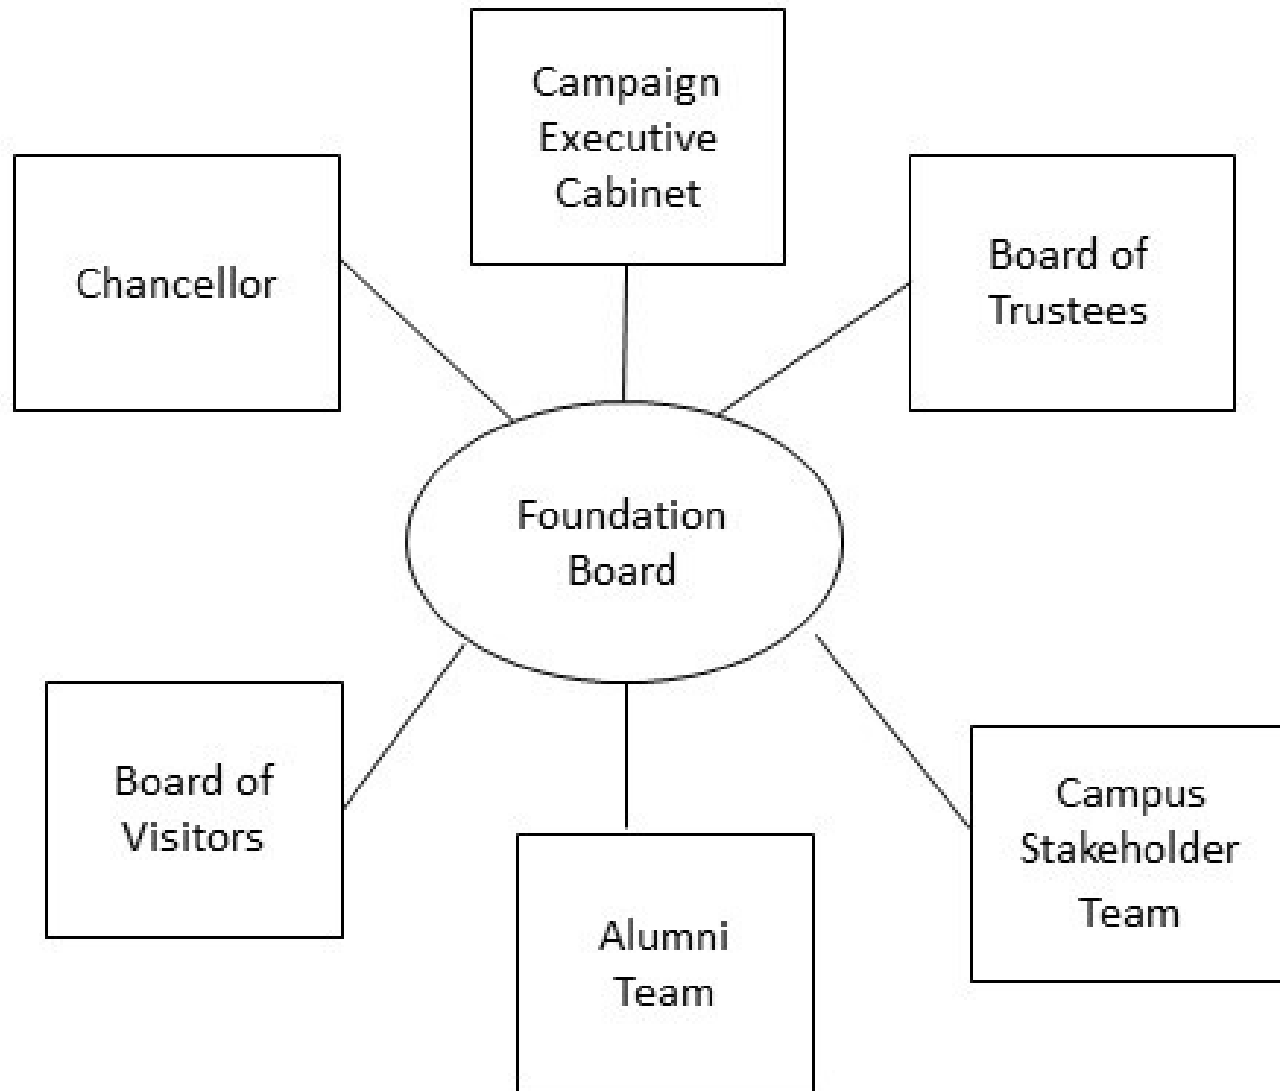 Campaign
Executive
Cabinet
Chancellor
Board of
Trustees
Foundation
Board
Board of
Visitors
Campus
Stakeholder
Team
Alumni
Team